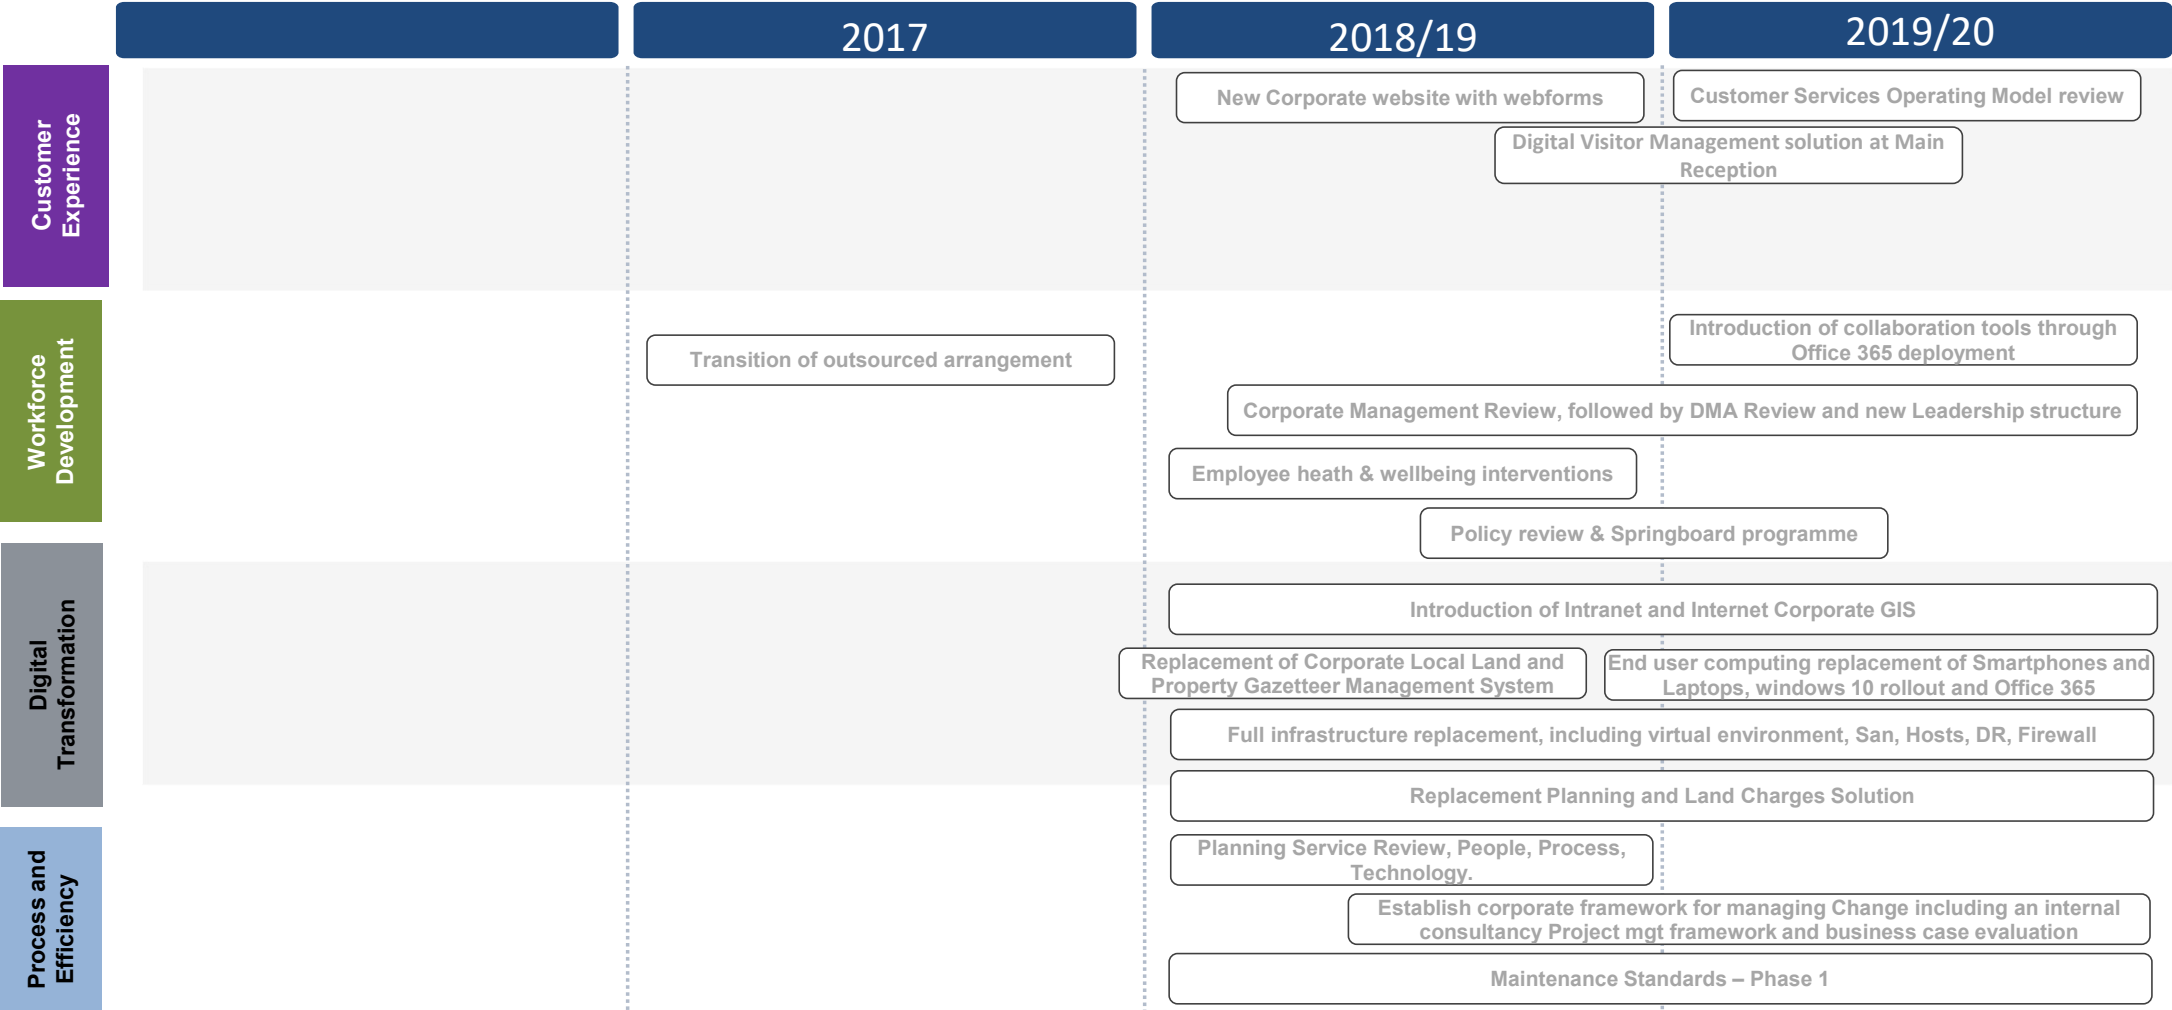 2017
2018/19
2019/20
Customer
Experience
New Corporate website with webforms
Customer Services Operating Model review
Digital Visitor Management solution at Main
Reception
Workforce
Development
Transition of outsourced arrangement
Introduction of collaboration tools through
Office 365 deployment
Corporate Management Review, followed by DMA Review and new Leadership structure
Employee heath & wellbeing interventions
Policy review & Springboard programme
Digital
Transformation
Introduction of Intranet and Internet Corporate GIS
Replacement of Corporate Local Land and
Property Gazetteer Management System
End user computing replacement of Smartphones and
Laptops, windows 10 rollout and Office 365
Full infrastructure replacement, including virtual environment, San, Hosts, DR, Firewall
Replacement Planning and Land Charges Solution
Process and
Efficiency
Planning Service Review, People, Process,
Technology.
Establish corporate framework for managing Change including an internal
consultancy Project mgt framework and business case evaluation
Maintenance Standards – Phase 1